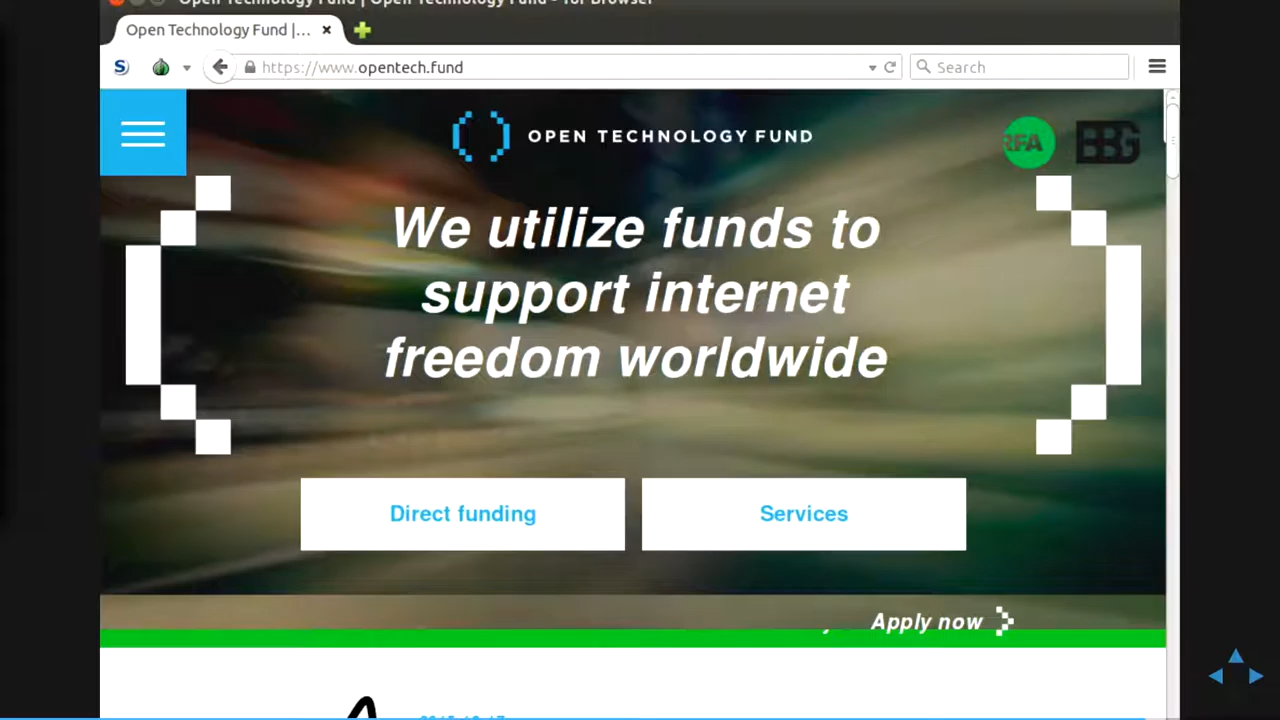 Open Technology Fund | Open Technology Fund - Tor Browser
Open Technology Fund |...
S
https://www.opentech.fund
Search
OPEN TECHNOLOGY FUND
RFA
BBG
We utilize funds to
support internet
freedom worldwide
Direct funding
Services
Apply now